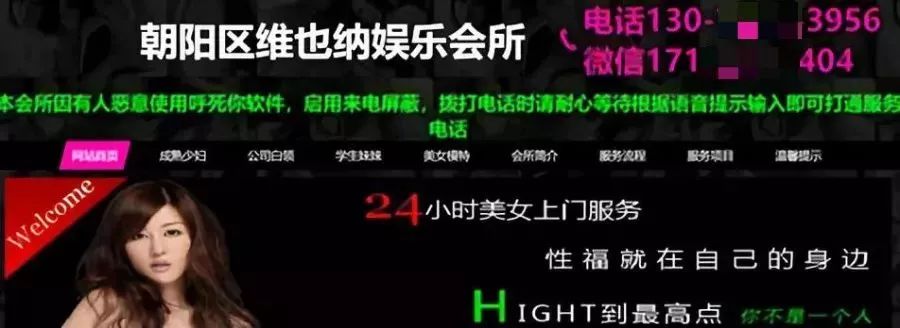 朝阳区维也纳娱乐会所
电话130- 3956
微信171 404
本会所因有人恶意使用呼死你软件，启用来电屏蔽，拨打电话时请耐心等待根据语音提示输入即可打通服务
电话
网站首页 成熟少妇 公司白领 学生妹妹 美女模特 会所简介 服务流程 服务项目 温馨提示
Welcome
24小时美女上门服务
性福就在自己的身边
HIGHT到最高点 你不是一个人